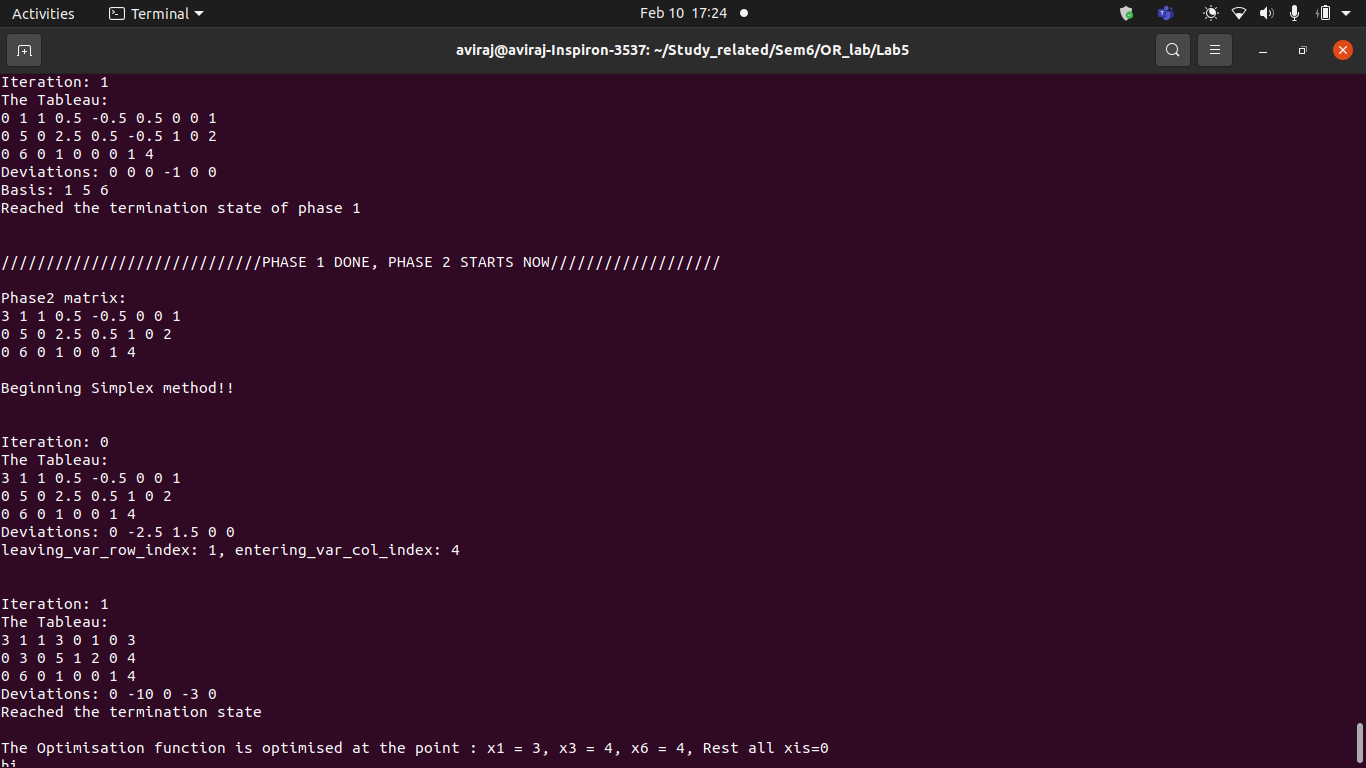 Activities Terminal Feb 10 17:24
aviraj@aviraj-Inspiron-3537: ~/Study_related/Sem6/OR_lab/Lab5
Iteration: 1
The Tableau:
0 1 1 0.5 -0.5 0.5 0 0 1
0 5 0 2.5 0.5 -0.5 1 0 2
0 6 0 1 0 0 0 1 4
Deviations: 0 0 0 -1 0 0
Basis: 1 5 6
Reached the termination state of phase 1
/////////////////////////////PHASE 1 DONE, PHASE 2 STARTS NOW///////////////////
Phase2 matrix:
3 1 1 0.5 -0.5 0 0 1
0 5 0 2.5 0.5 1 0 2
0 6 0 1 0 0 1 4
Beginning Simplex method!!
Iteration: 0
The Tableau:
3 1 1 0.5 -0.5 0 0 1
0 5 0 2.5 0.5 1 0 2
0 6 0 1 0 0 1 4
Deviations: 0 -2.5 1.5 0 0
leaving_var_row_index: 1, entering_var_col_index: 4
Iteration: 1
The Tableau:
3 1 1 3 0 1 0 3
0 3 0 5 1 2 0 4
0 6 0 1 0 0 1 4
Deviations: 0 -10 0 -3 0
Reached the termination state
The Optimisation function is optimised at the point : x1 = 3, x3 = 4, x6 = 4, Rest all xis=0